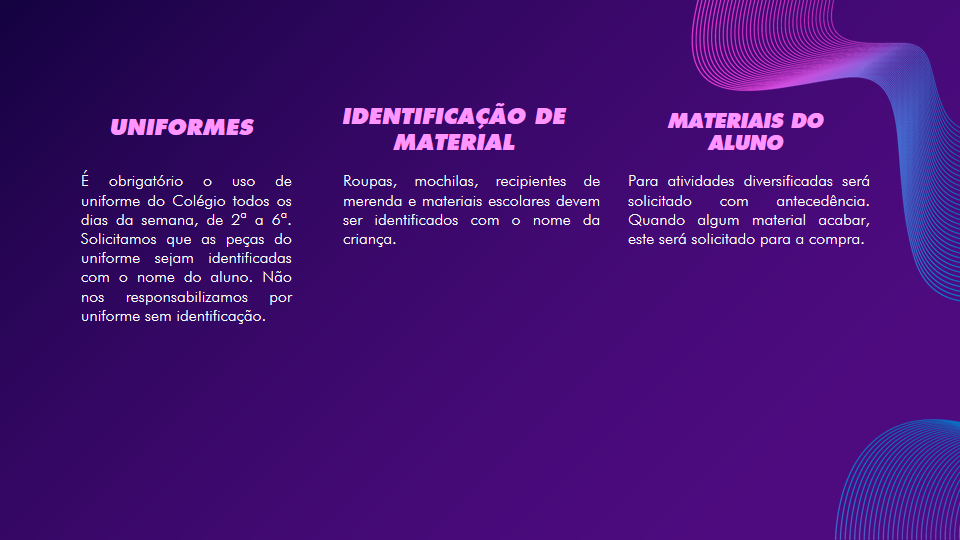 UNIFORMES
É obrigatório o uso de
uniforme do Colégio todos os
dias da semana, de 2ª a 6ª.
Solicitamos que as peças do
uniforme sejam identificadas
com o nome do aluno. Não
nos responsabilizamos por
uniforme sem identificação.
IDENTIFICAÇÃO DE
MATERIAL
Roupas, mochilas, recipientes de
merenda e materiais escolares devem
ser identificados com o nome da
criança.
MATERIAIS DO
ALUNO
Para atividades diversificadas será
solicitado com antecedência.
Quando algum material acabar,
este será solicitado para a compra.